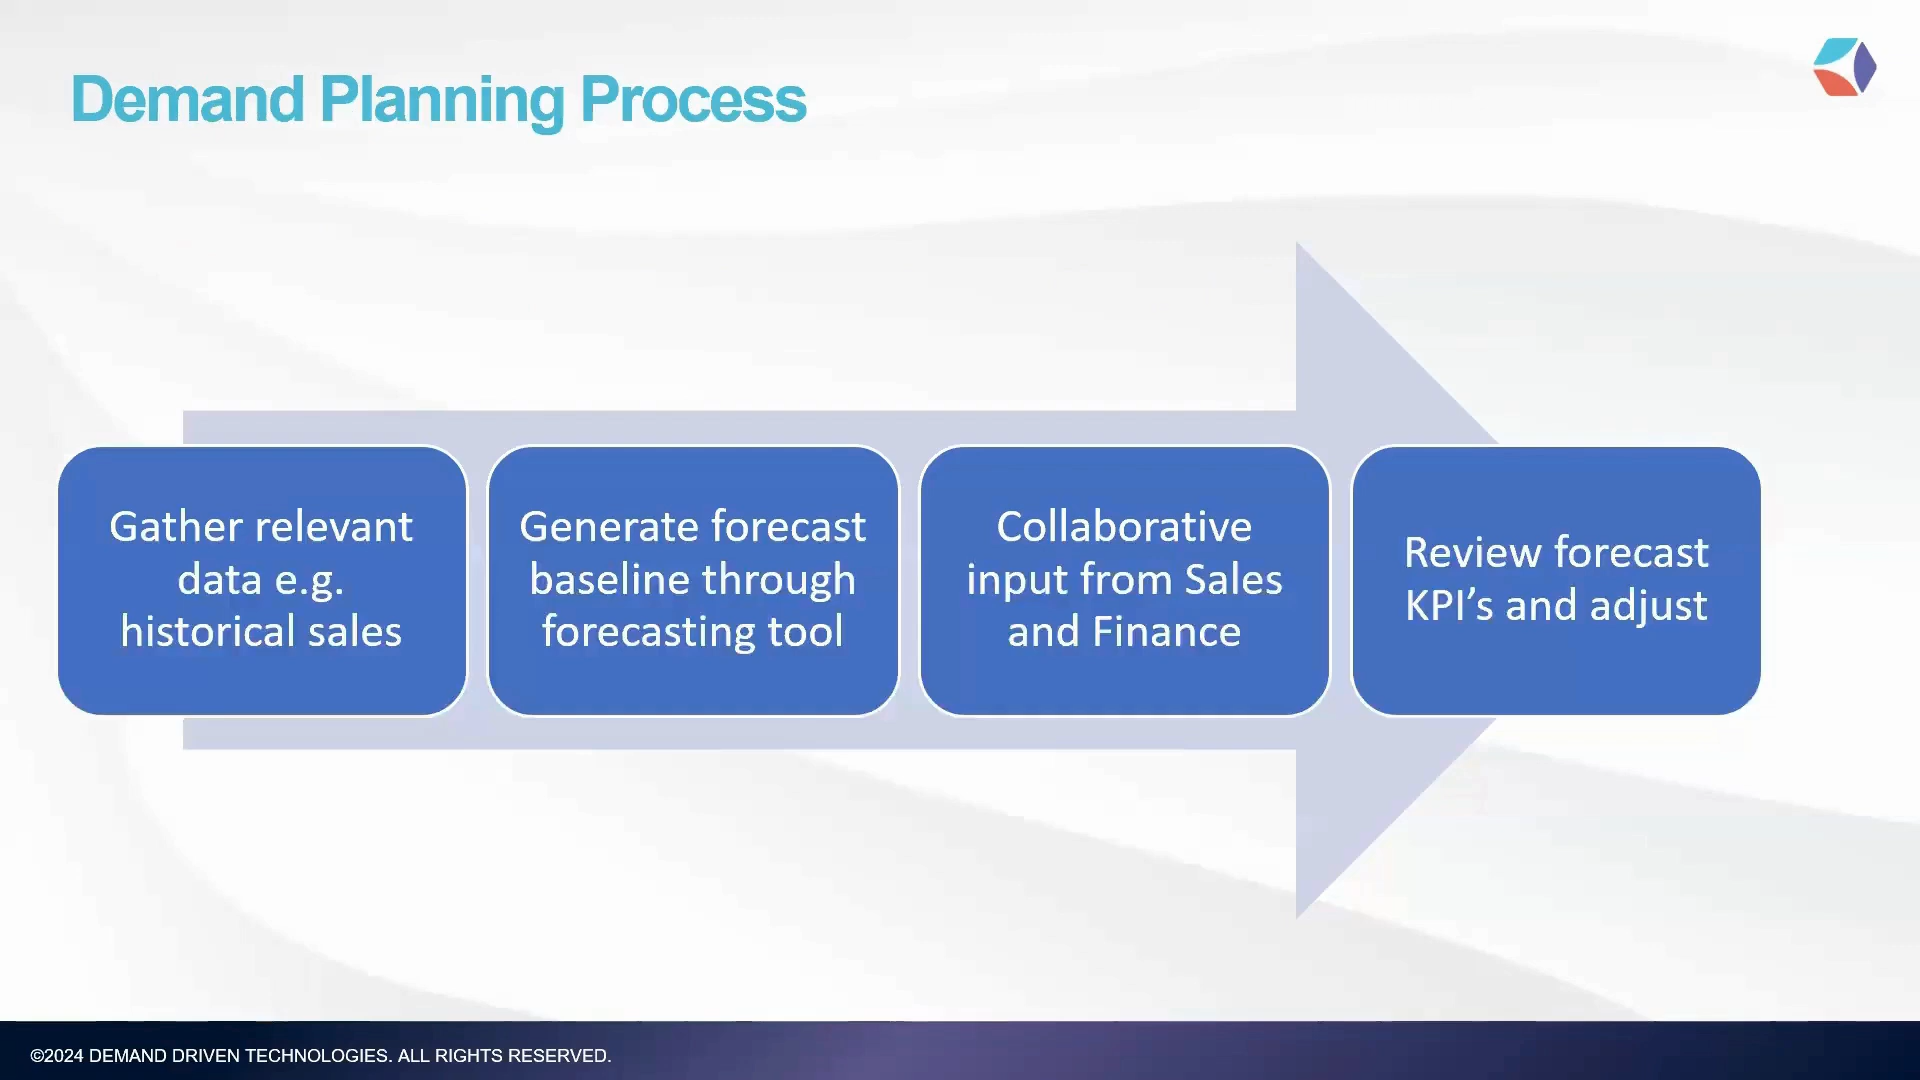 Demand Planning Process
Gather relevant
data e.g.
historical sales
Generate forecast
baseline through
forecasting tool
Collaborative
input from Sales
and Finance
Review forecast
KPI’s and adjust
©2024 DEMAND DRIVEN TECHNOLOGIES. ALL RIGHTS RESERVED.